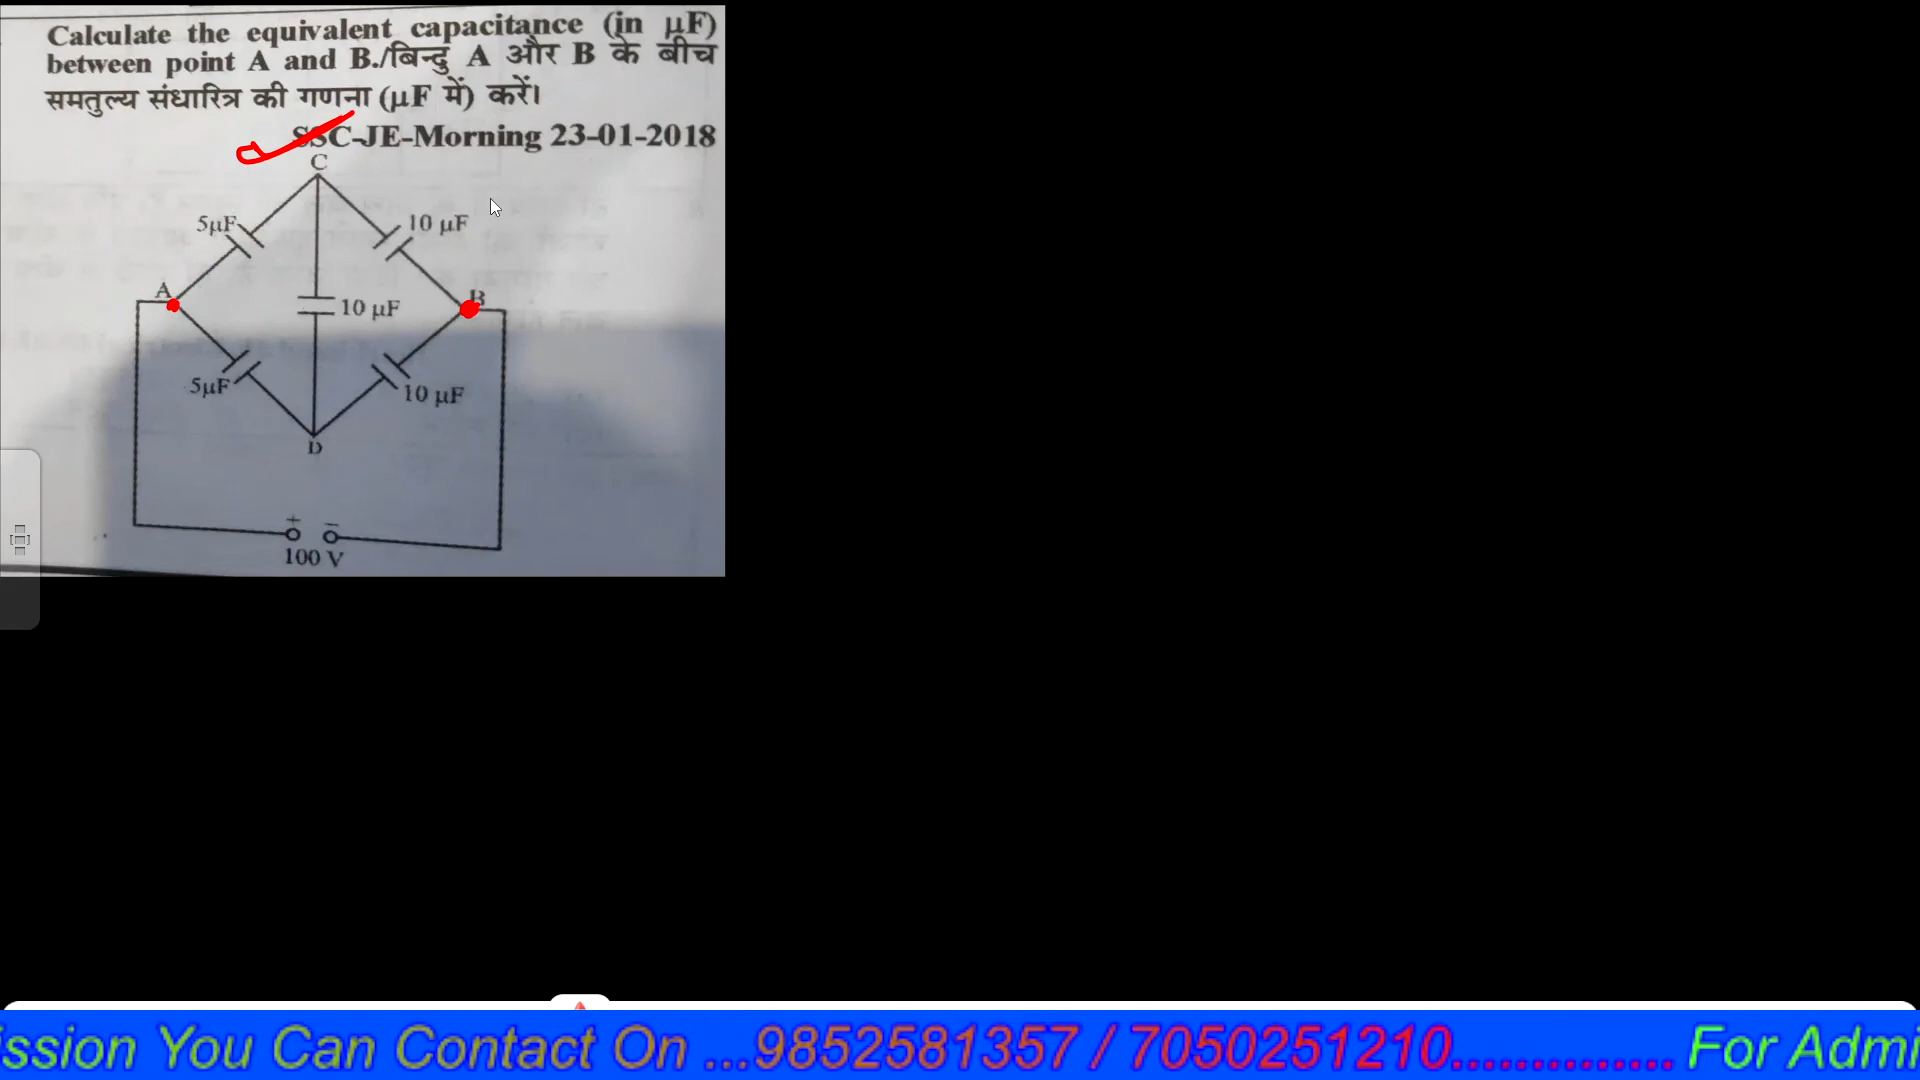 Calculate the equivalent capacitance (in µF)
between point A and B./बिन्दु A और B के बीच
समतुल्य संधारित्र की गणना (µF में) करें।
SSC-JE-Morning 23-01-2018
C
5µF
10 µF
A
B
10 µF
5µF
10 µF
D
+ −
100 V
ission You Can Contact On ...9852581357 / 7050251210.............. For Admi